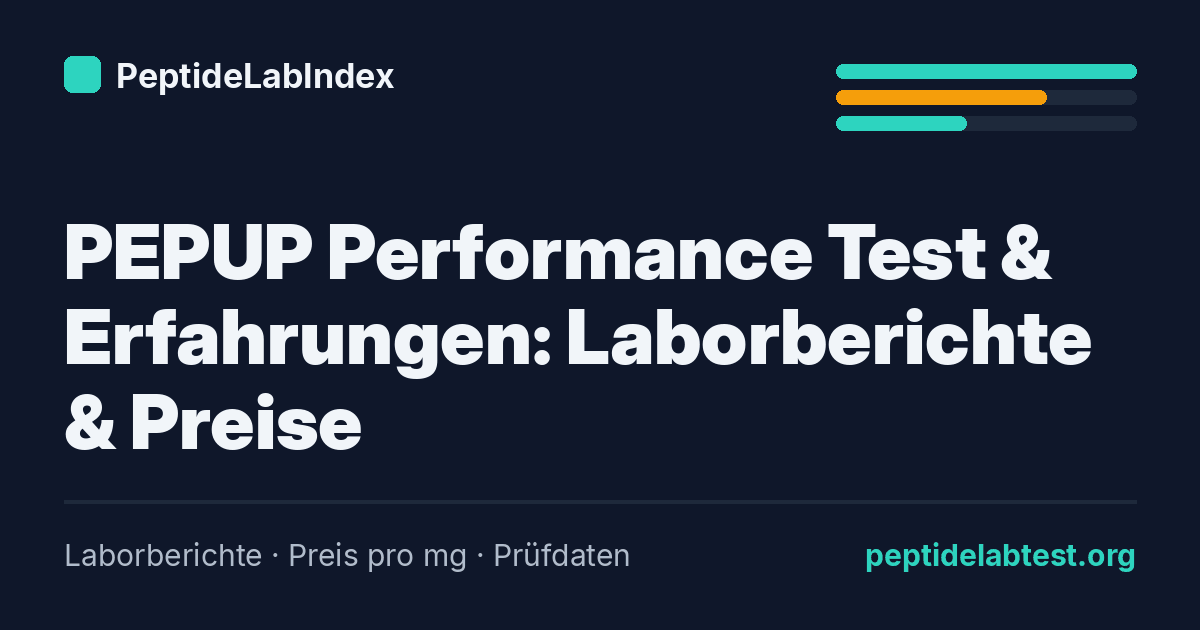 PeptideLabIndex
PEPUP Performance Test &
Erfahrungen: Laborberichte
& Preise
Laborberichte · Preis pro mg · Prüfdaten
peptidelabtest.org